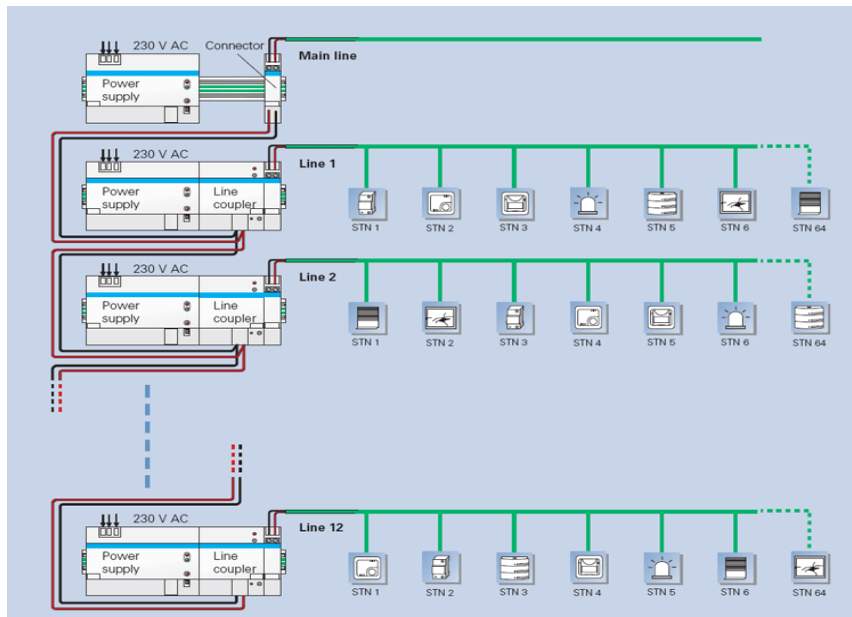 230 V AC
Connector
Main line
Power
supply
230 V AC
Line 1
Power
supply
Line
coupler
STN 1
STN 2
STN 3
STN 4
STN 5
STN 6
STN 64
230 V AC
Line 2
Power
supply
Line
coupler
STN 1
STN 2
STN 3
STN 4
STN 5
STN 6
STN 64
230 V AC
Line 12
Power
supply
Line
coupler
STN 1
STN 2
STN 3
STN 4
STN 5
STN 6
STN 64